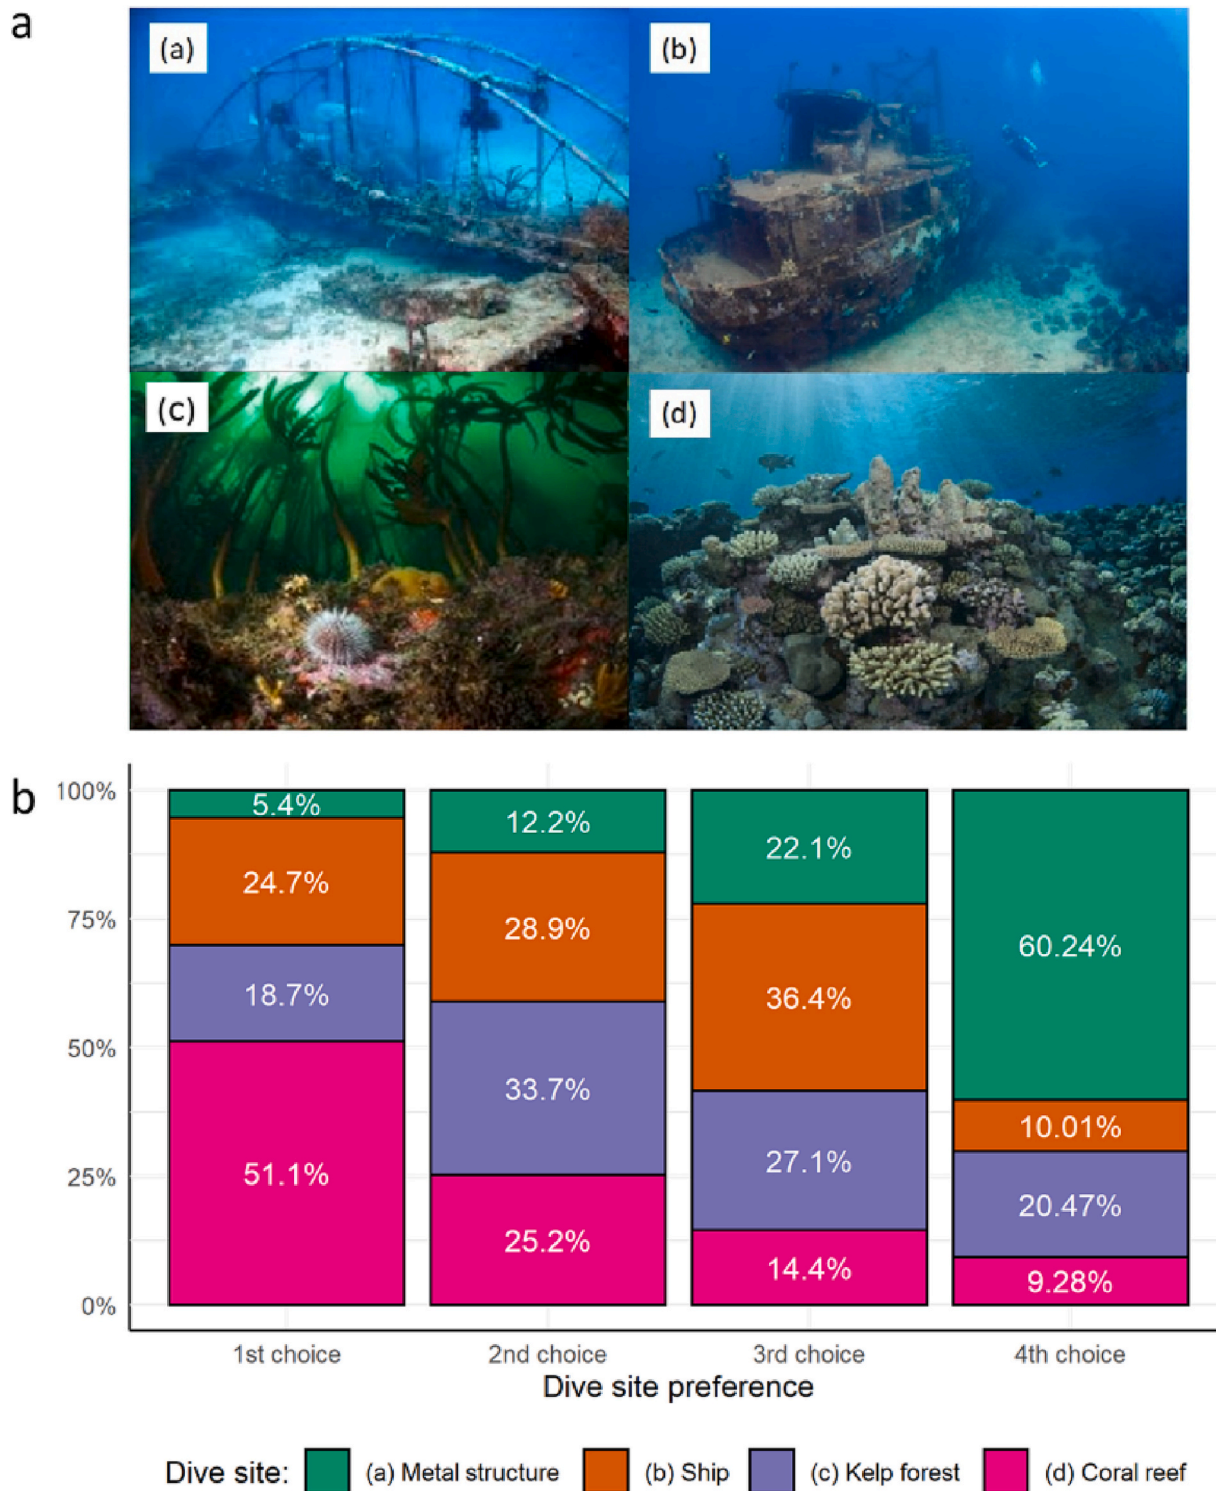 a
(a)
(b)
(c)
(d)
b
100%
75%
50%
25%
0%
5.4%
24.7%
18.7%
51.1%
12.2%
28.9%
33.7%
25.2%
22.1%
36.4%
27.1%
14.4%
60.24%
10.01%
20.47%
9.28%
1st choice
2nd choice
3rd choice
4th choice
Dive site preference
Dive site: (a) Metal structure (b) Ship (c) Kelp forest (d) Coral reef